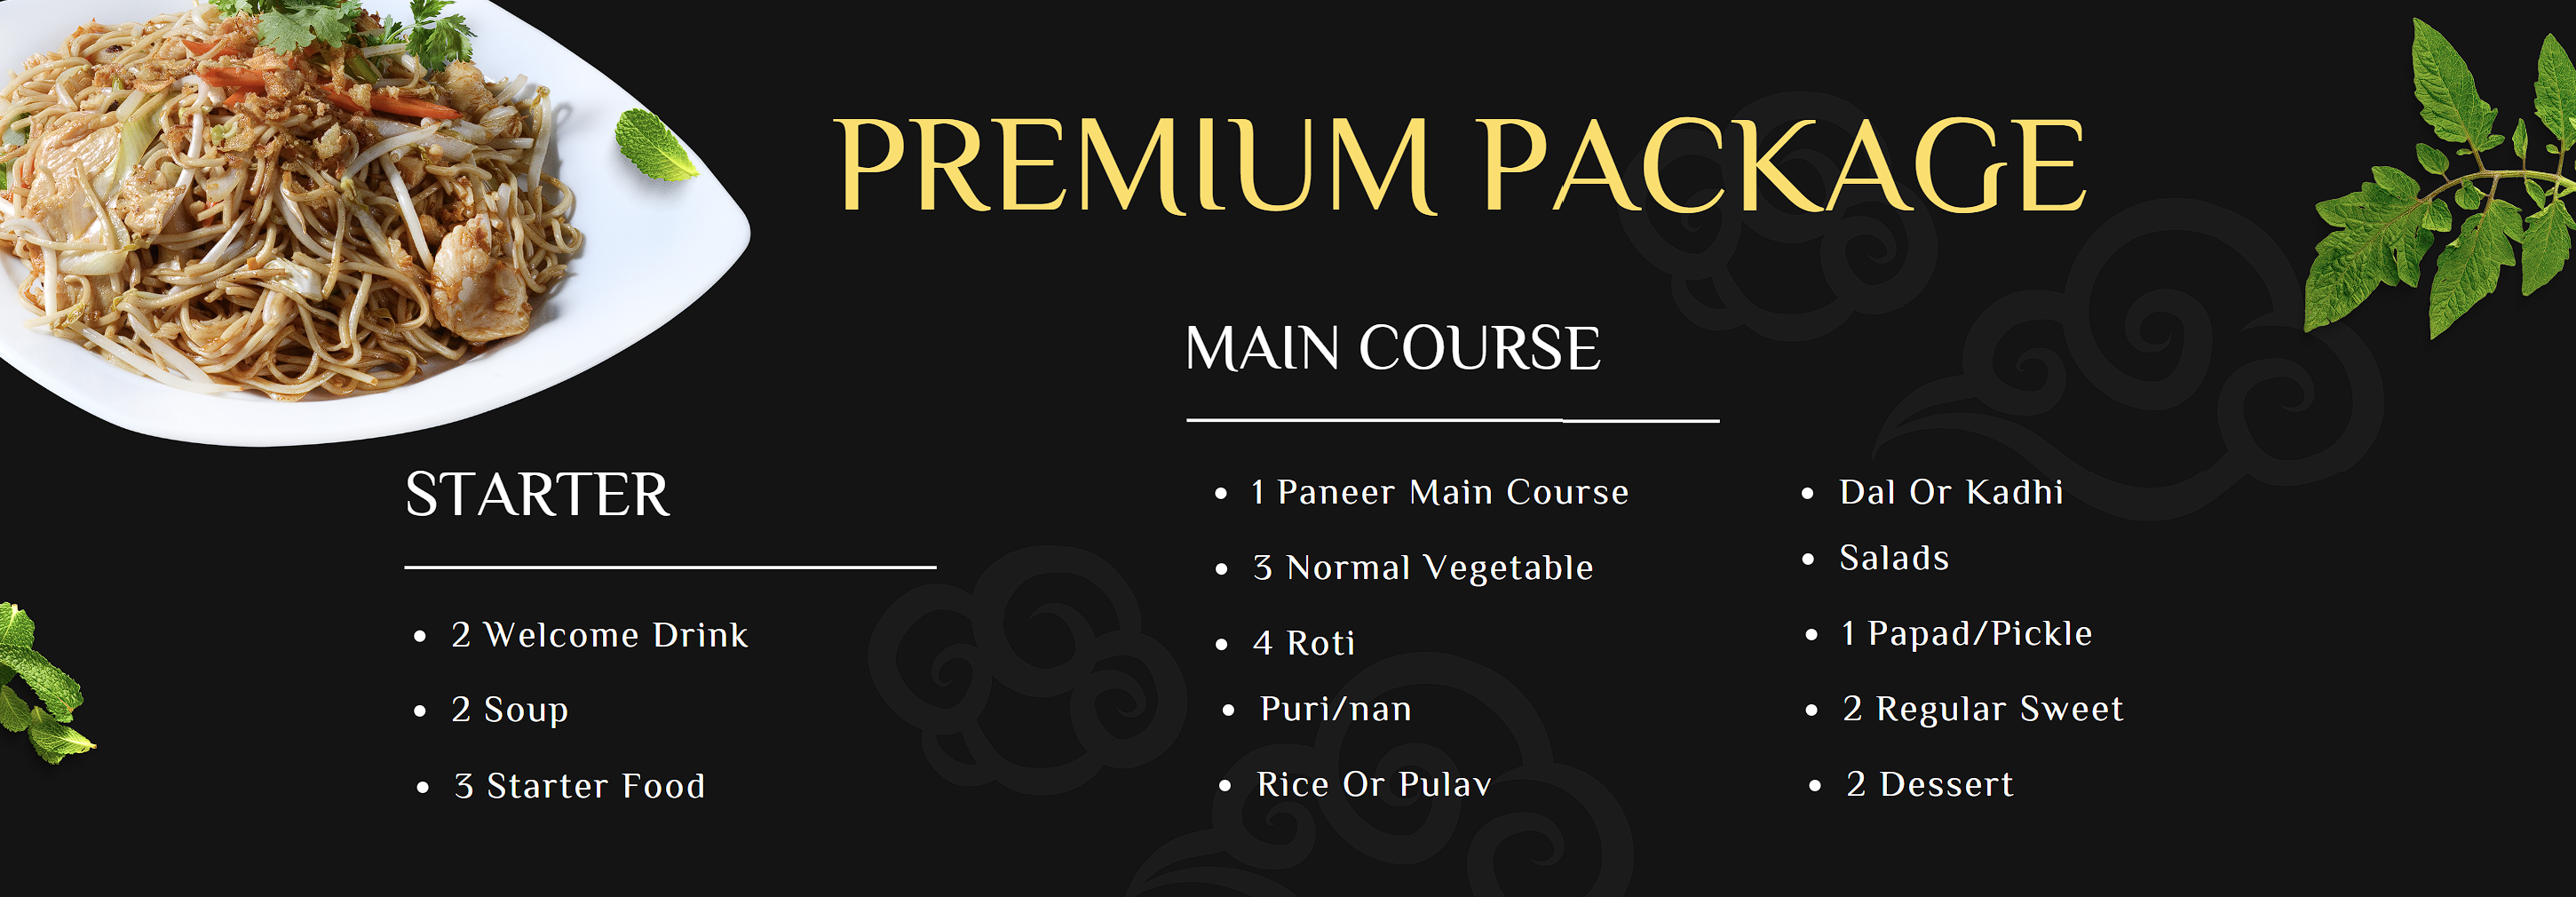 PREMIUM PACKAGE
STARTER
2 Welcome Drink
2 Soup
3 Starter Food
MAIN COURSE
1 Paneer Main Course
3 Normal Vegetable
4 Roti
Puri/nan
Rice Or Pulav
Dal Or Kadhi
Salads
1 Papad/Pickle
2 Regular Sweet
2 Dessert